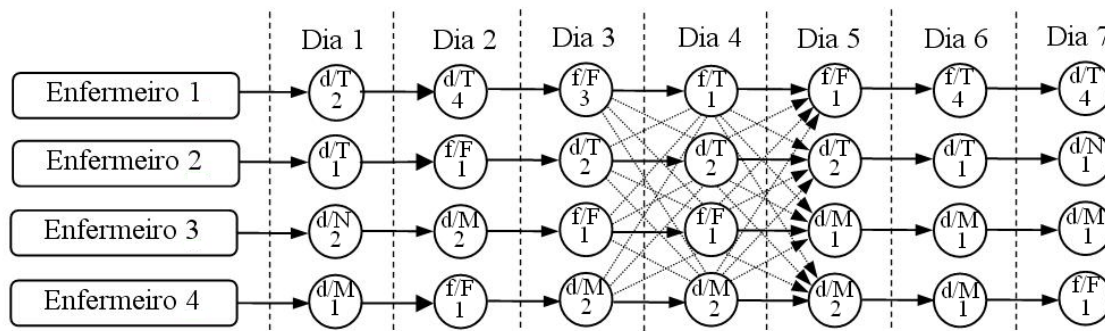 Dia 1 Dia 2 Dia 3 Dia 4 Dia 5 Dia 6 Dia 7
Enfermeiro 1 d/T 2 d/T 4 f/F 3 f/T 1 f/F 1 f/T 4 d/T 4
Enfermeiro 2 d/T 1 f/F 1 d/T 2 d/T 2 d/T 2 d/T 1 d/N 1
Enfermeiro 3 d/N 2 d/M 2 f/F 1 f/F 1 d/M 1 d/M 1 d/M 1
Enfermeiro 4 d/M 1 f/F 1 d/M 2 d/M 2 d/M 2 d/M 1 f/F 1